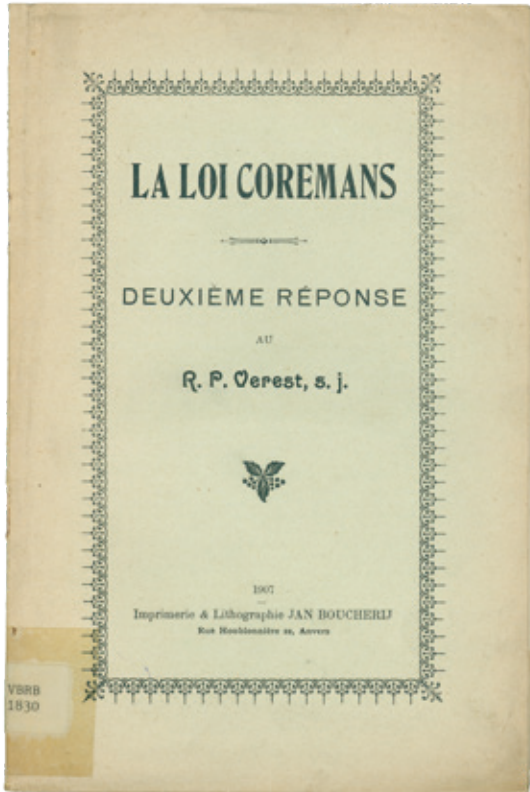 LA LOI COREMANS
DEUXIÈME RÉPONSE
AU
R. P. Verest, s. j.
1907
Imprimerie & Lithographie JAN BOUCHERIJ
Rue Houblonnière, Anvers
VBRB
1830